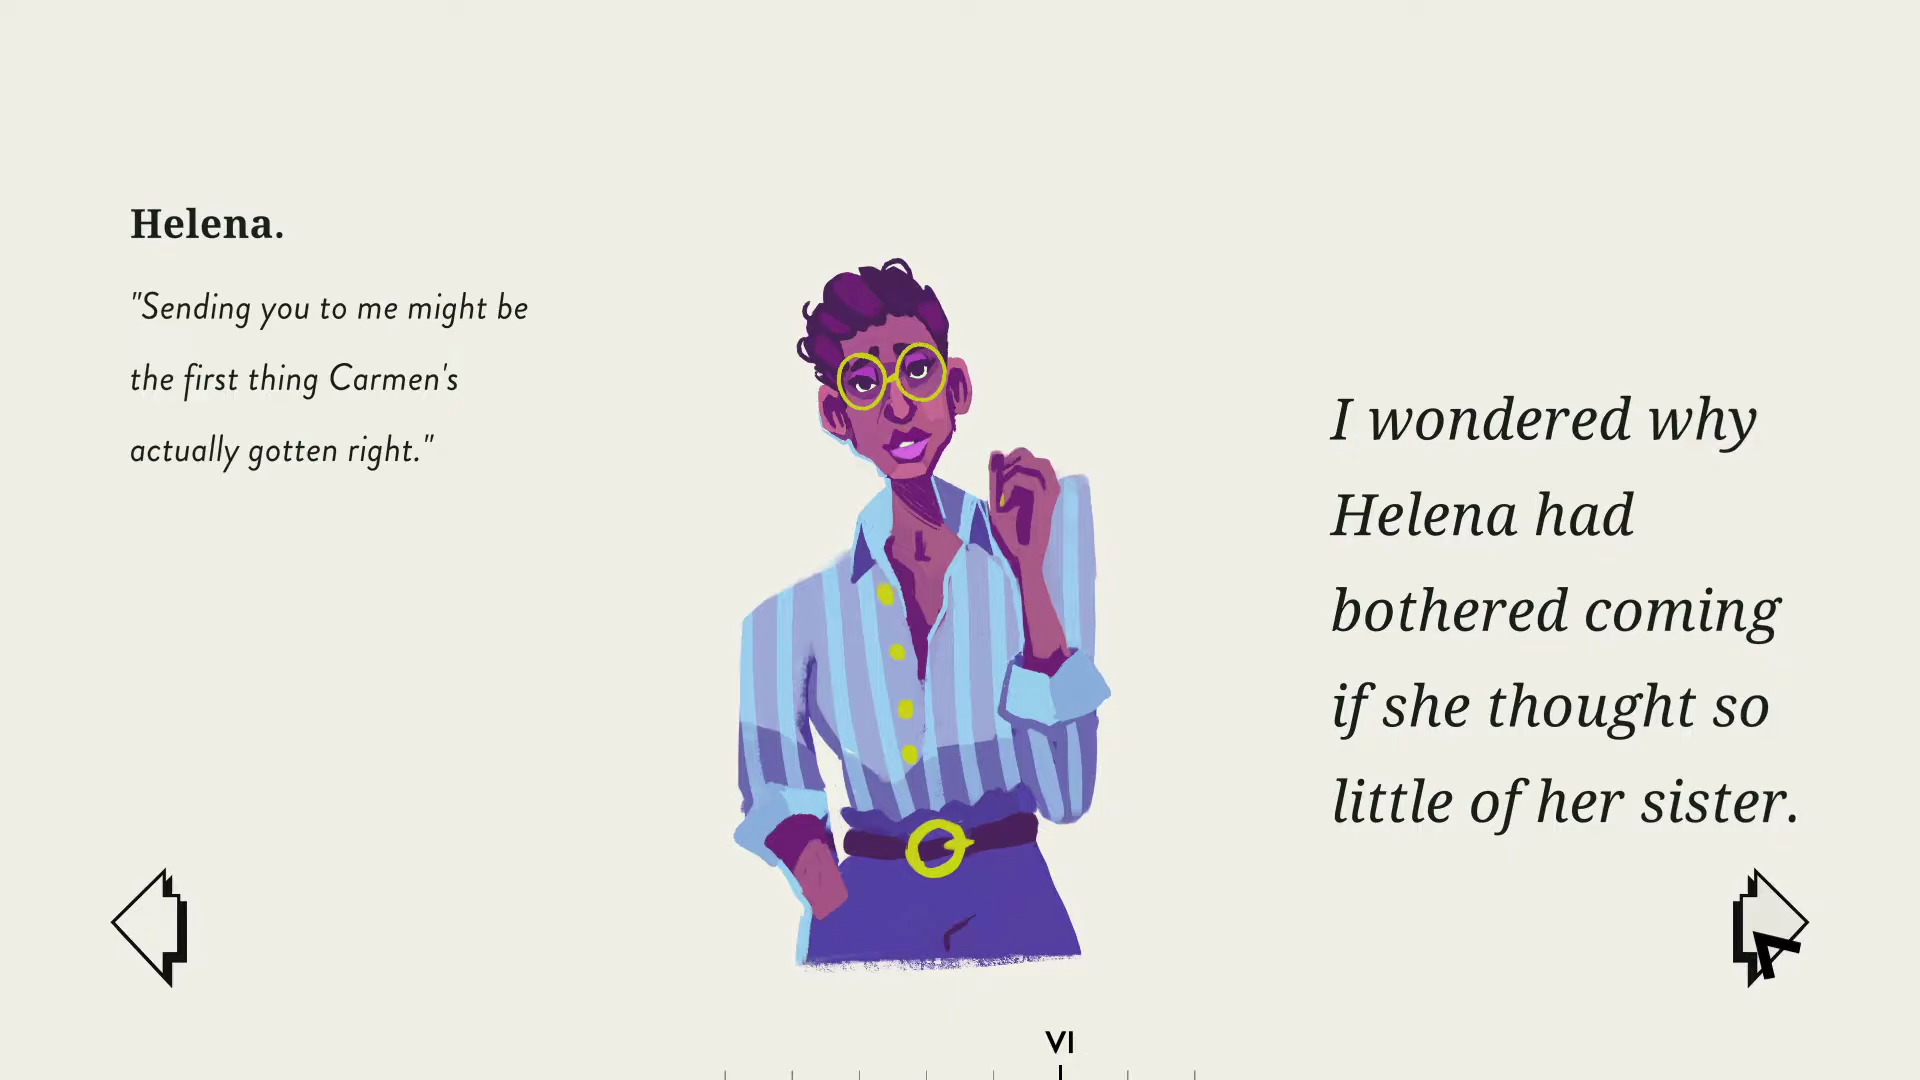 Helena.
"Sending you to me might be
the first thing Carmen's
actually gotten right."
I wondered why
Helena had
bothered coming
if she thought so
little of her sister.
VI